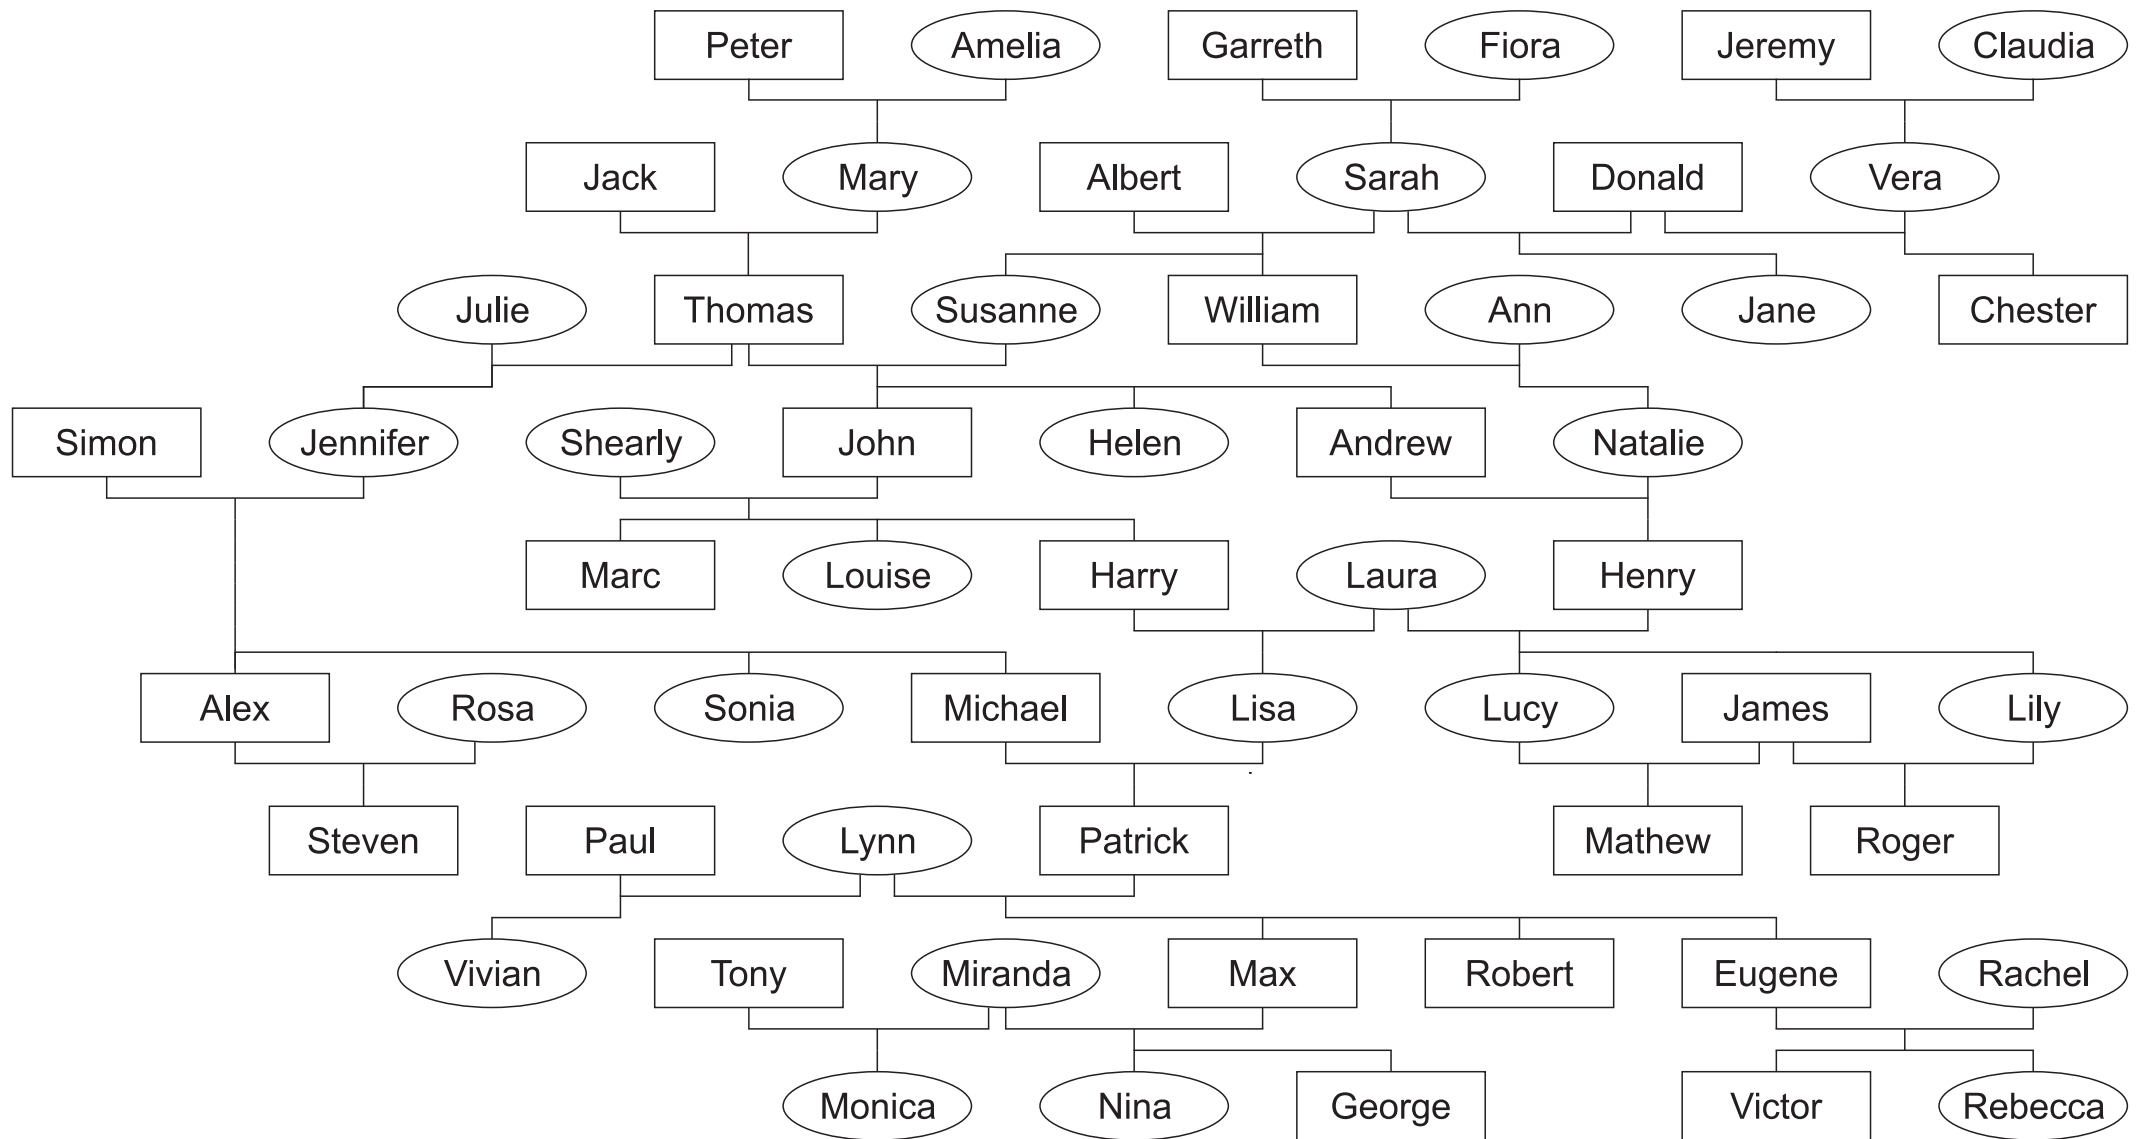 Peter Amelia Garreth Fiora Jeremy Claudia
Jack Mary Albert Sarah Donald Vera
Julie Thomas Susanne William Ann Jane Chester
Simon Jennifer Shearly John Helen Andrew Natalie
Marc Louise Harry Laura Henry
Alex Rosa Sonia Michael Lisa Lucy James Lily
Steven Paul Lynn Patrick Mathew Roger
Vivian Tony Miranda Max Robert Eugene Rachel
Monica Nina George Victor Rebecca